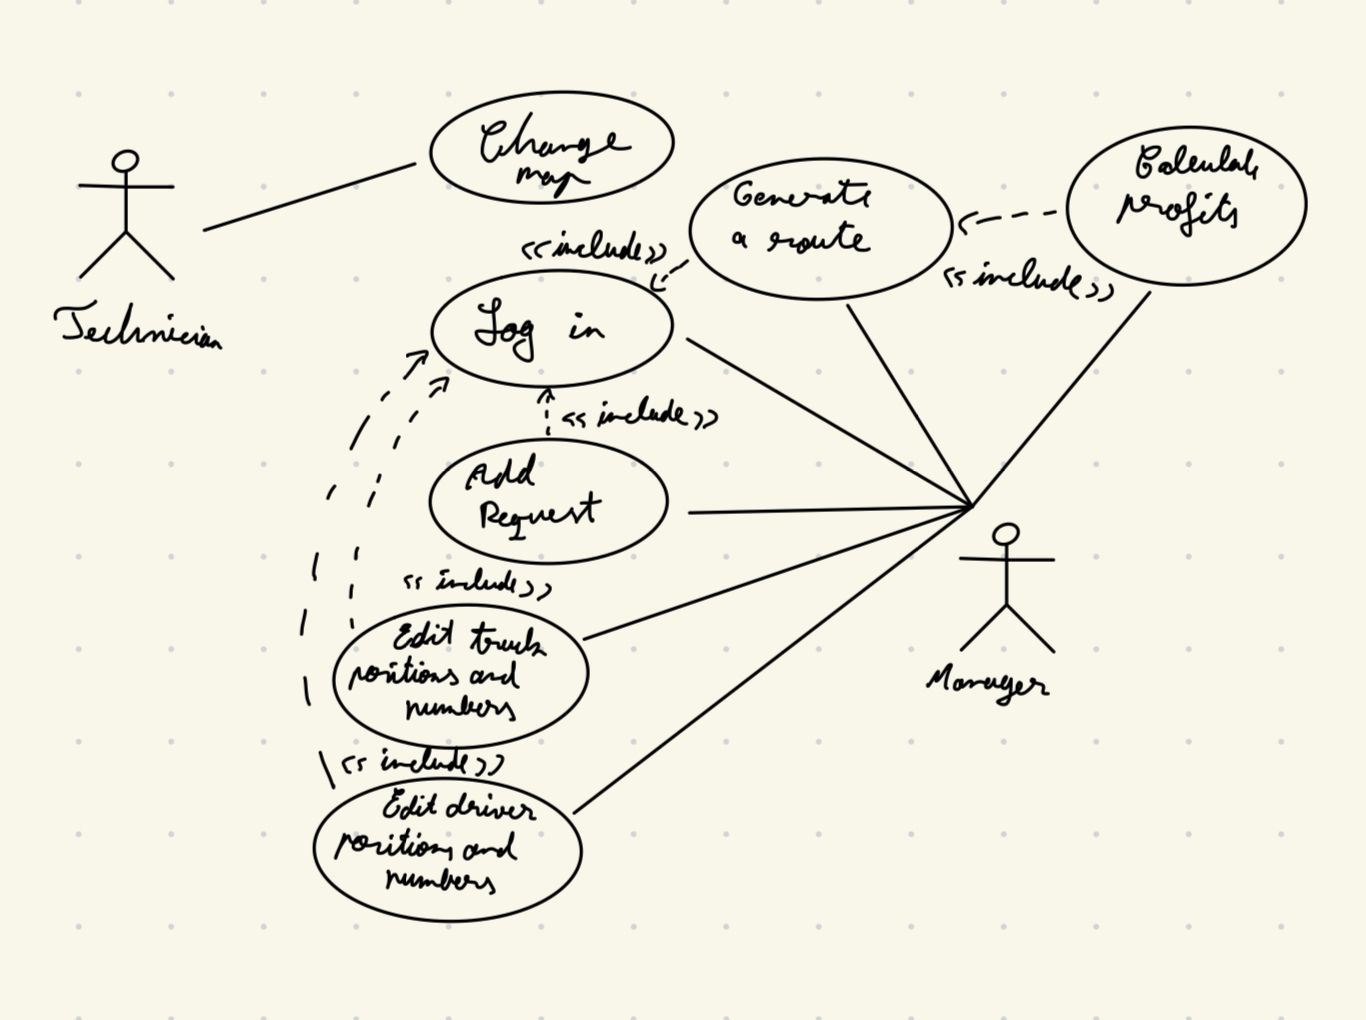 Change
map
Technician
Generate
a route
Calculate
profits
<<include>>
<<include>>
Log in
<<include>>
Add
Request
<<include>>
Edit truck
positions and
numbers
Manager
<<include>>
Edit driver
positions and
numbers